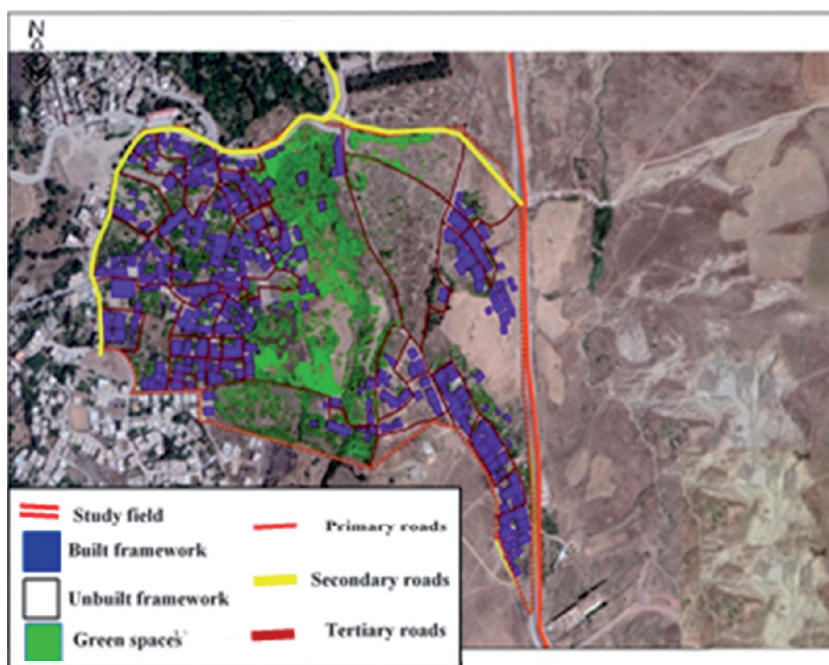 N
Study field
Built framework
Unbuilt framework
Green spaces
Primary roads
Secondary roads
Tertiary roads